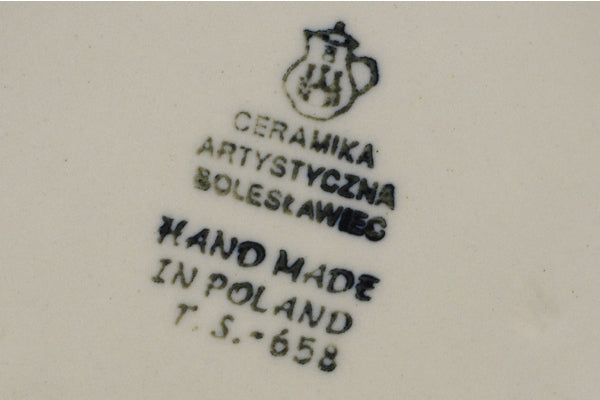 CERAMIKA
ARTYSTYCZNA
BOLESŁAWIEC
HAND MADE
IN POLAND
T. S.-658